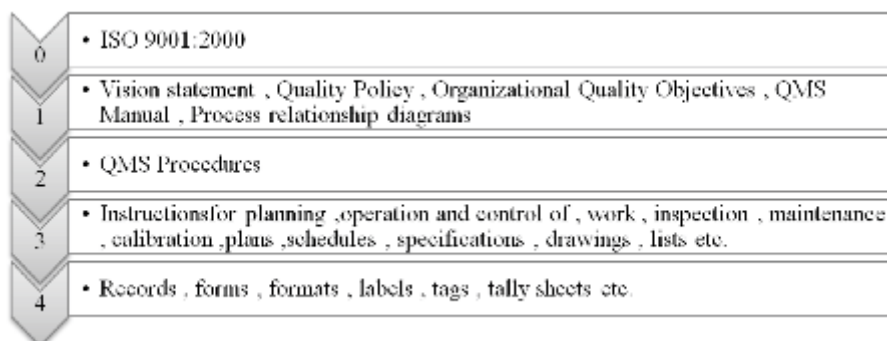 0
• ISO 9001:2000
1
• Vision statement , Quality Policy , Organizational Quality Objectives , QMS
Manual , Process relationship diagrams
2
• QMS Procedures
3
• Instructionsfor planning ,operation and control of , work , inspection , maintenance
, calibration ,plans ,schedules , specifications , drawings , lists etc.
4
• Records , forms , formats , labels , tags , tally sheets etc.